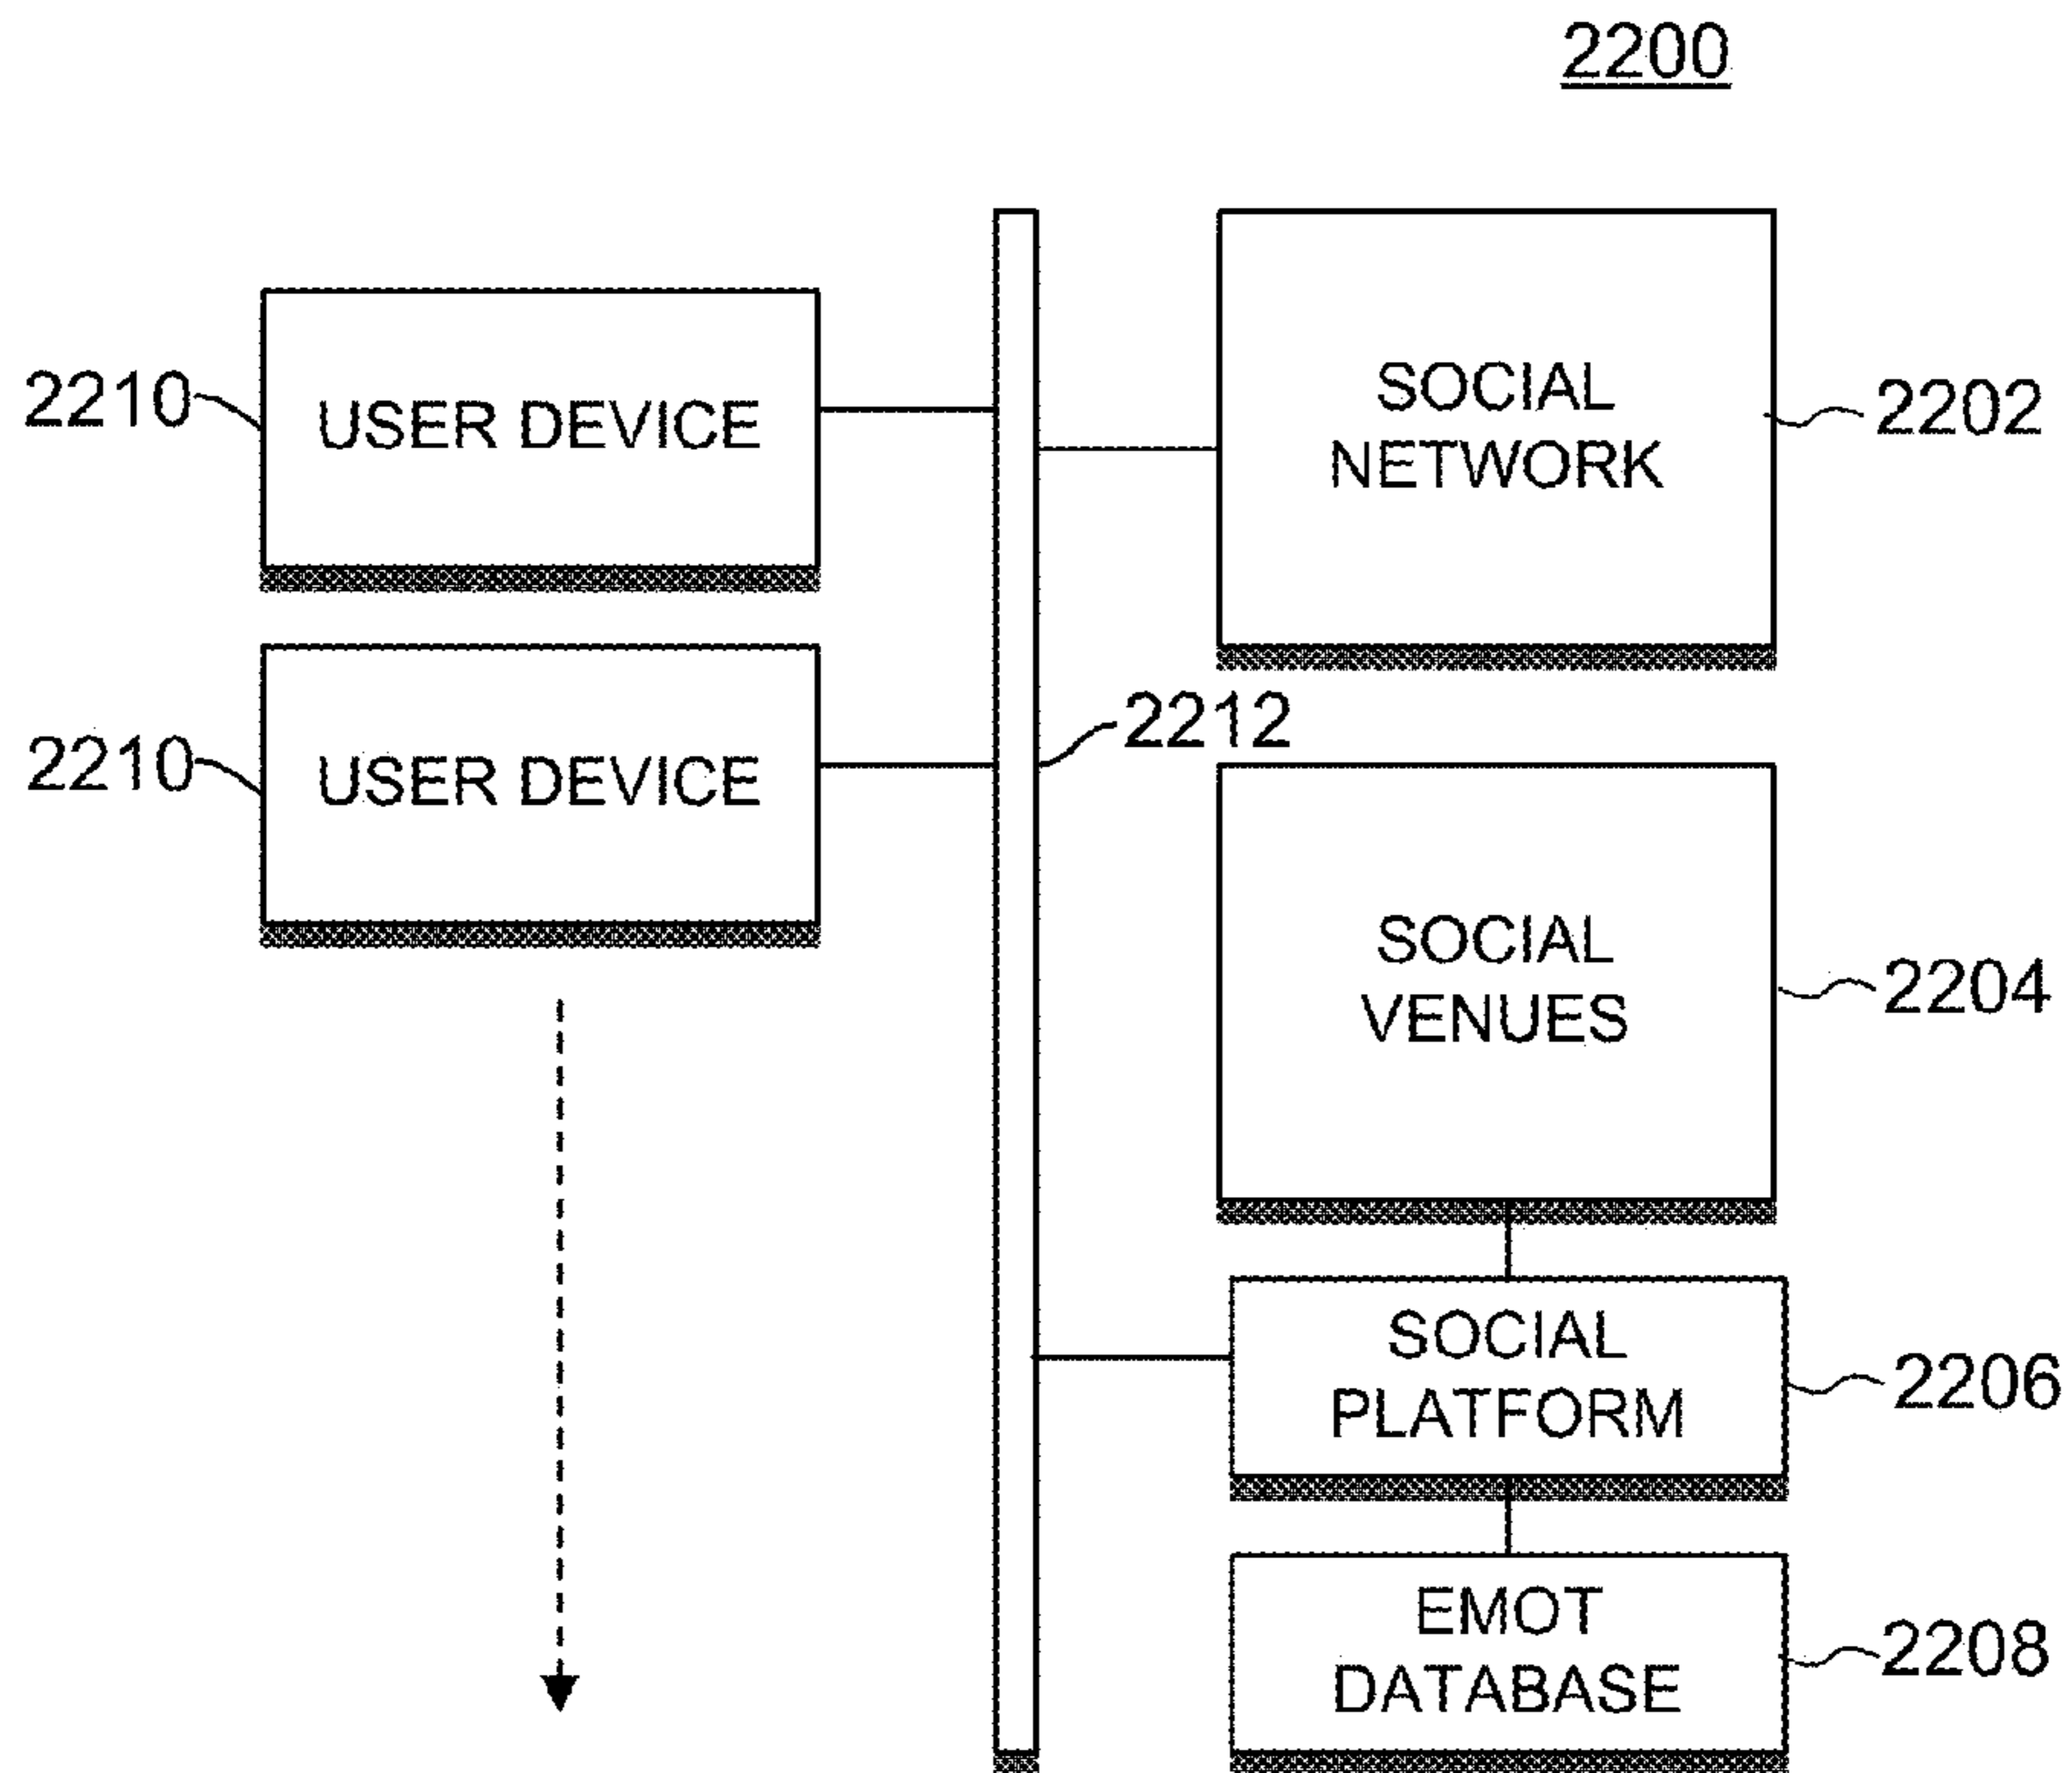 2200
2210
USER DEVICE
SOCIAL
NETWORK
2202
2210
USER DEVICE
2212
SOCIAL
VENUES
2204
SOCIAL
PLATFORM
2206
EMOT
DATABASE
2208